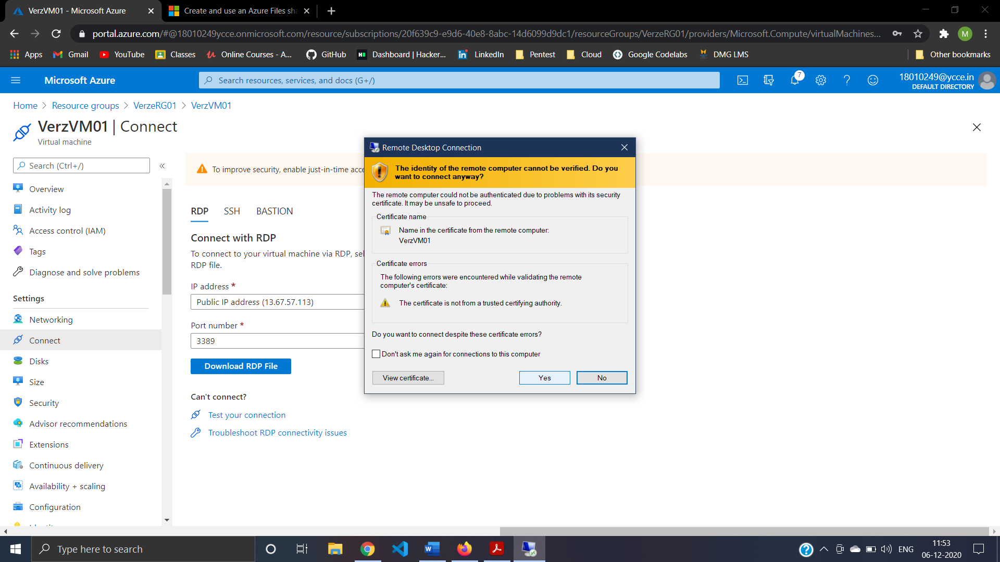 VerzVM01 - Microsoft Azure
Create and use an Azure Files sha
portal.azure.com/#@18010249ycce.onmicrosoft.com/resource/subscriptions/20f639c9-e9d6-40e8-8abc-14d6099d9dc1/resourceGroups/VerzeRG01/providers/Microsoft.Compute/virtualMachines...
M
Apps
Gmail
YouTube
Classes
Online Courses - A...
GitHub
Dashboard | Hacker...
LinkedIn
Pentest
Cloud
Google Codelabs
DMG LMS
Other bookmarks
Microsoft Azure
Search resources, services, and docs (G+/)
7
18010249@ycce.in
DEFAULT DIRECTORY
Home > Resource groups > VerzeRG01 > VerzVM01
VerzVM01 | Connect
Virtual machine
Search (Ctrl+/)
Overview
Activity log
Access control (IAM)
Tags
Diagnose and solve problems
Settings
Networking
Connect
Disks
Size
Security
Advisor recommendations
Extensions
Continuous delivery
Availability + scaling
Configuration
To improve security, enable just-in-time acce
RDP
SSH
BASTION
Connect with RDP
To connect to your virtual machine via RDP, sel
RDP file.
IP address *
Public IP address (13.67.57.113)
Port number *
3389
Download RDP File
Can't connect?
Test your connection
Troubleshoot RDP connectivity issues
Remote Desktop Connection
The identity of the remote computer cannot be verified. Do you
want to connect anyway?
The remote computer could not be authenticated due to problems with its security
certificate. It may be unsafe to proceed.
Certificate name
Name in the certificate from the remote computer:
VerzVM01
Certificate errors
The following errors were encountered while validating the remote
computer's certificate:
The certificate is not from a trusted certifying authority.
Do you want to connect despite these certificate errors?
Don't ask me again for connections to this computer
View certificate...
Yes
No
Type here to search
ENG
11:53
06-12-2020